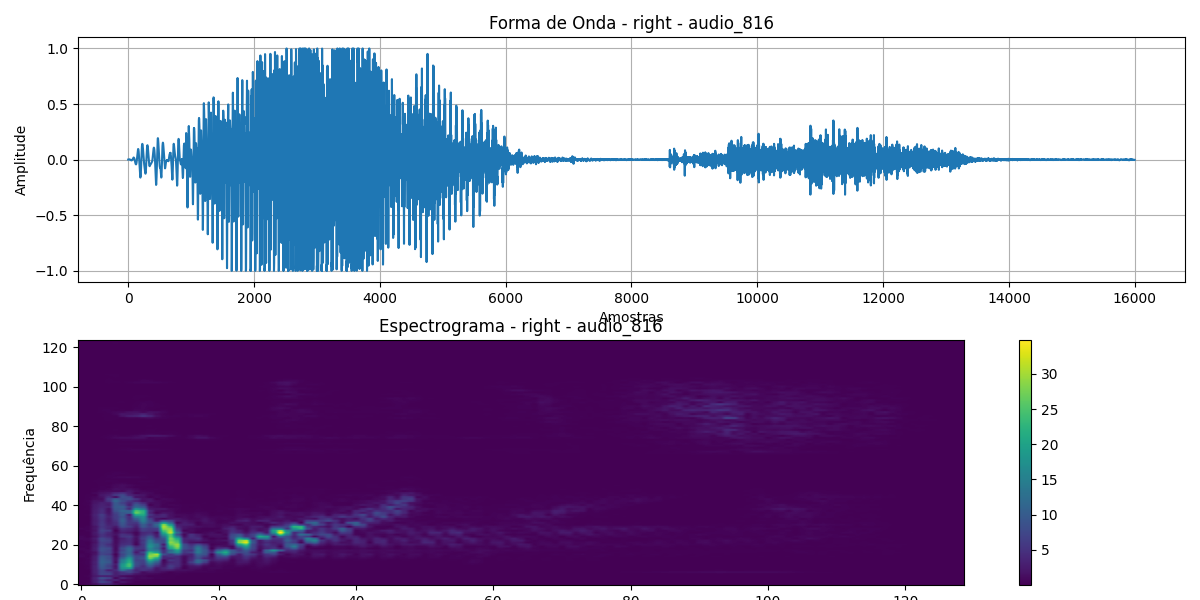 Forma de Onda - right - audio_816
1.0
0.5
0.0
−0.5
−1.0
Amplitude
0 2000 4000 6000 8000 10000 12000 14000 16000
Amostras
Espectrograma - right - audio_816
120
100
80
60
40
20
0
Frequência
30
25
20
15
10
5
0 20 40 60 80 100 120